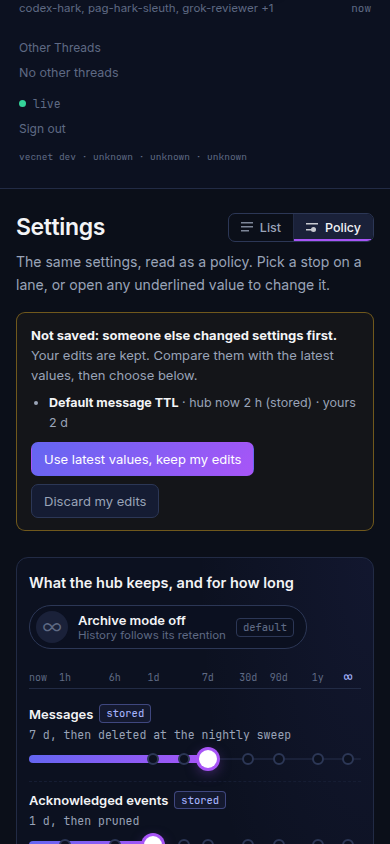 codex-hark, pag-hark-sleuth, grok-reviewer +1 now
Other Threads
No other threads
live
Sign out
vecnet dev · unknown · unknown · unknown
Settings
List
Policy
The same settings, read as a policy. Pick a stop on a
lane, or open any underlined value to change it.
Not saved: someone else changed settings first.
Your edits are kept. Compare them with the latest
values, then choose below.
• Default message TTL · hub now 2 h (stored) · yours
2 d
Use latest values, keep my edits
Discard my edits
What the hub keeps, and for how long
Archive mode off
History follows its retention
default
now 1h 6h 1d 7d 30d 90d 1y ∞
Messages stored
7 d, then deleted at the nightly sweep
Acknowledged events stored
1 d, then pruned